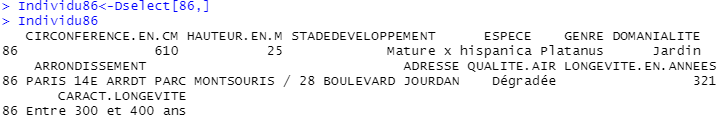 > Individu86<-Dselect[86,]
> Individu86
CIRCONFERENCE.EN.CM HAUTEUR.EN.M STADEDEVELOPPEMENT ESPECE GENRE DOMANIALITE
86 610 25 Mature x hispanica Platanus Jardin
ARRONDISSEMENT ADRESSE QUALITE.AIR LONGEVITE.EN.ANNEES
86 PARIS 14E ARRDT PARC MONTSOURIS / 28 BOULEVARD JOURDAN Dégradée 321
CARACT.LONGEVITE
86 Entre 300 et 400 ans